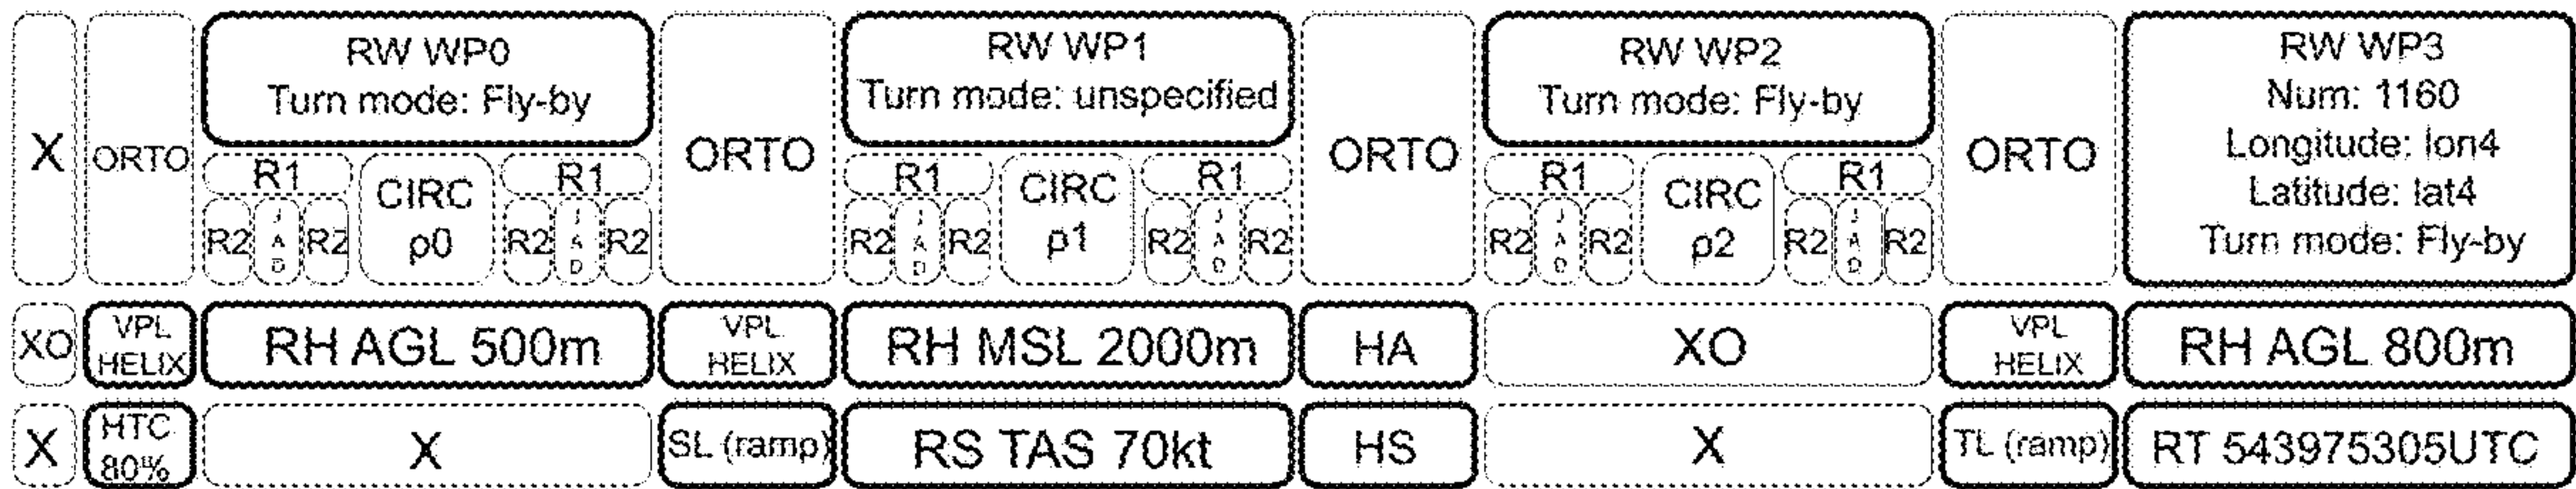 X
ORTO
RW WP0
Turn mode: Fly-by
R1
R2
J
A
D
R2
CIRC
ρ0
R1
R2
J
A
D
R2
ORTO
RW WP1
Turn mode: unspecified
R1
R2
J
A
D
R2
CIRC
ρ1
R1
R2
J
A
D
R2
ORTO
RW WP2
Turn mode: Fly-by
R1
R2
J
A
D
R2
CIRC
ρ2
R1
R2
J
A
D
R2
ORTO
RW WP3
Num: 1160
Longitude: lon4
Latitude: lat4
Turn mode: Fly-by
XO
VPL
HELIX
RH AGL 500m
VPL
HELIX
RH MSL 2000m
HA
XO
VPL
HELIX
RH AGL 800m
X
HTC
80%
X
SL (ramp)
RS TAS 70kt
HS
X
TL (ramp)
RT 543975305UTC